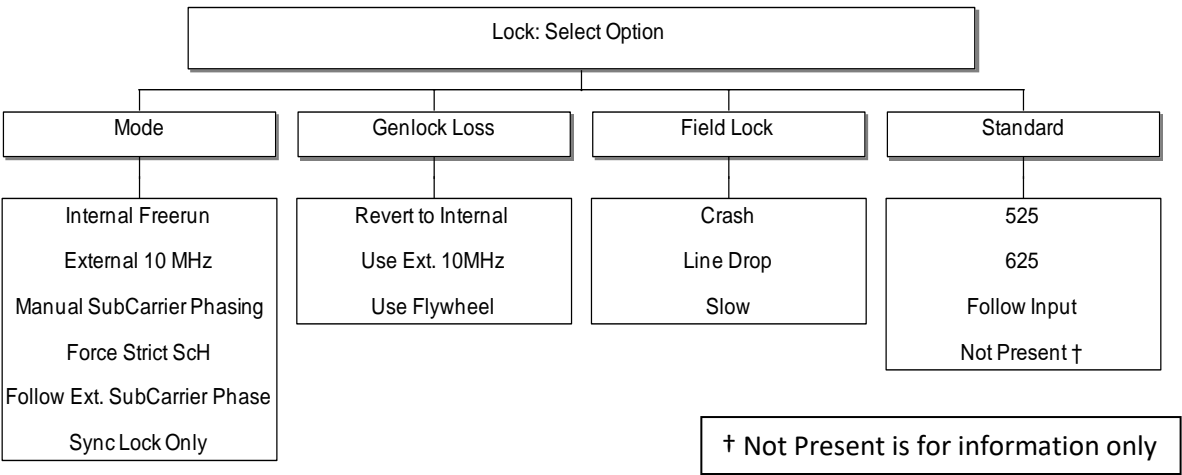 Lock: Select Option
Mode
Genlock Loss
Field Lock
Standard
Internal Freerun
External 10 MHz
Manual SubCarrier Phasing
Force Strict ScH
Follow Ext. SubCarrier Phase
Sync Lock Only
Revert to Internal
Use Ext. 10MHz
Use Flywheel
Crash
Line Drop
Slow
525
625
Follow Input
Not Present †
† Not Present is for information only